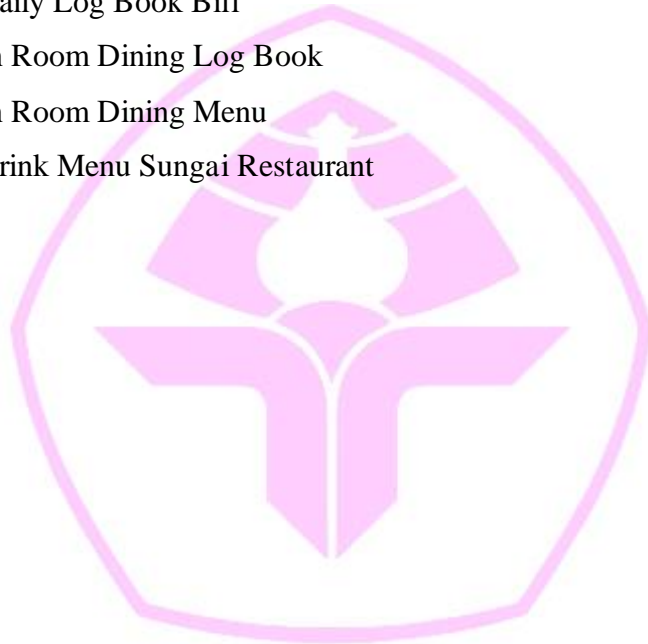 aily Log Book Bill
n Room Dining Log Book
n Room Dining Menu
rink Menu Sungai Restaurant